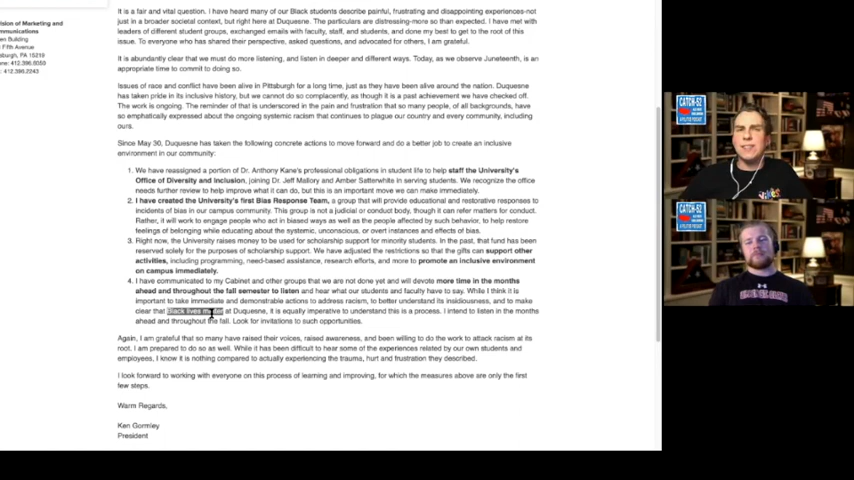 ivision of Marketing and
mmunications
en Building
Fifth Avenue
sburgh, PA 15219
ne: 412.396.6050
x: 412.396.2243
It is a fair and vital question. I have heard many of our Black students describe painful, frustrating and disappointing experiences-not
just in a broader societal context, but right here at Duquesne. The particulars are distressing-more so than expected. I have met with
leaders of different student groups, exchanged emails with faculty, staff, and students, and done my best to get to the root of this
issue. To everyone who has shared their perspective, asked questions, and advocated for others, I am grateful.
It is abundantly clear that we must do more listening, and listen in deeper and different ways. Today, as we observe Juneteenth, is an
appropriate time to commit to doing so.
Issues of race and conflict have been alive in Pittsburgh for a long time, just as they have been alive around the nation. Duquesne
has taken pride in its inclusive history, but we cannot do so complacently, as though it is a past achievement we have checked off.
The work is ongoing. The reminder of that is underscored in the pain and frustration that so many people, of all backgrounds, have
so emphatically expressed about the ongoing systemic racism that continues to plague our country and every community, including
ours.
Since May 30, Duquesne has taken the following concrete actions to move forward and do a better job to create an inclusive
environment in our community:
1. We have reassigned a portion of Dr. Anthony Kane's professional obligations in student life to help staff the University's
Office of Diversity and Inclusion, joining Dr. Jeff Mallory and Amber Satterwhite in serving students. We recognize the office
needs further review to help improve what it can do, but this is an important move we can make immediately.
2. I have created the University's first Bias Response Team, a group that will provide educational and restorative responses to
incidents of bias in our campus community. This group is not a judicial or conduct body, though it can refer matters for conduct.
Rather, it will work to engage people who act in biased ways as well as the people affected by such behavior, to help restore
feelings of belonging while educating about the systemic, unconscious, or overt instances and effects of bias.
3. Right now, the University raises money to be used for scholarship support for minority students. In the past, that fund has been
reserved solely for the purposes of scholarship support. We have adjusted the restrictions so that the gifts can support other
activities, including programming, need-based assistance, research efforts, and more to promote an inclusive environment
on campus immediately.
4. I have communicated to my Cabinet and other groups that we are not done yet and will devote more time in the months
ahead and throughout the fall semester to listen and hear what our students and faculty have to say. While I think it is
important to take immediate and demonstrable actions to address racism, to better understand its insidiousness, and to make
clear that Black lives matter at Duquesne, it is equally imperative to understand this is a process. I intend to listen in the months
ahead and throughout the fall. Look for invitations to such opportunities.
Again, I am grateful that so many have raised their voices, raised awareness, and been willing to do the work to attack racism at its
root. I am prepared to do so as well. While it has been difficult to hear some of the experiences related by our own students and
employees, I know it is nothing compared to actually experiencing the trauma, hurt and frustration they described.
I look forward to working with everyone on this process of learning and improving, for which the measures above are only the first
few steps.
Warm Regards,
Ken Gormley
President
CATCH-52
CATCH-52